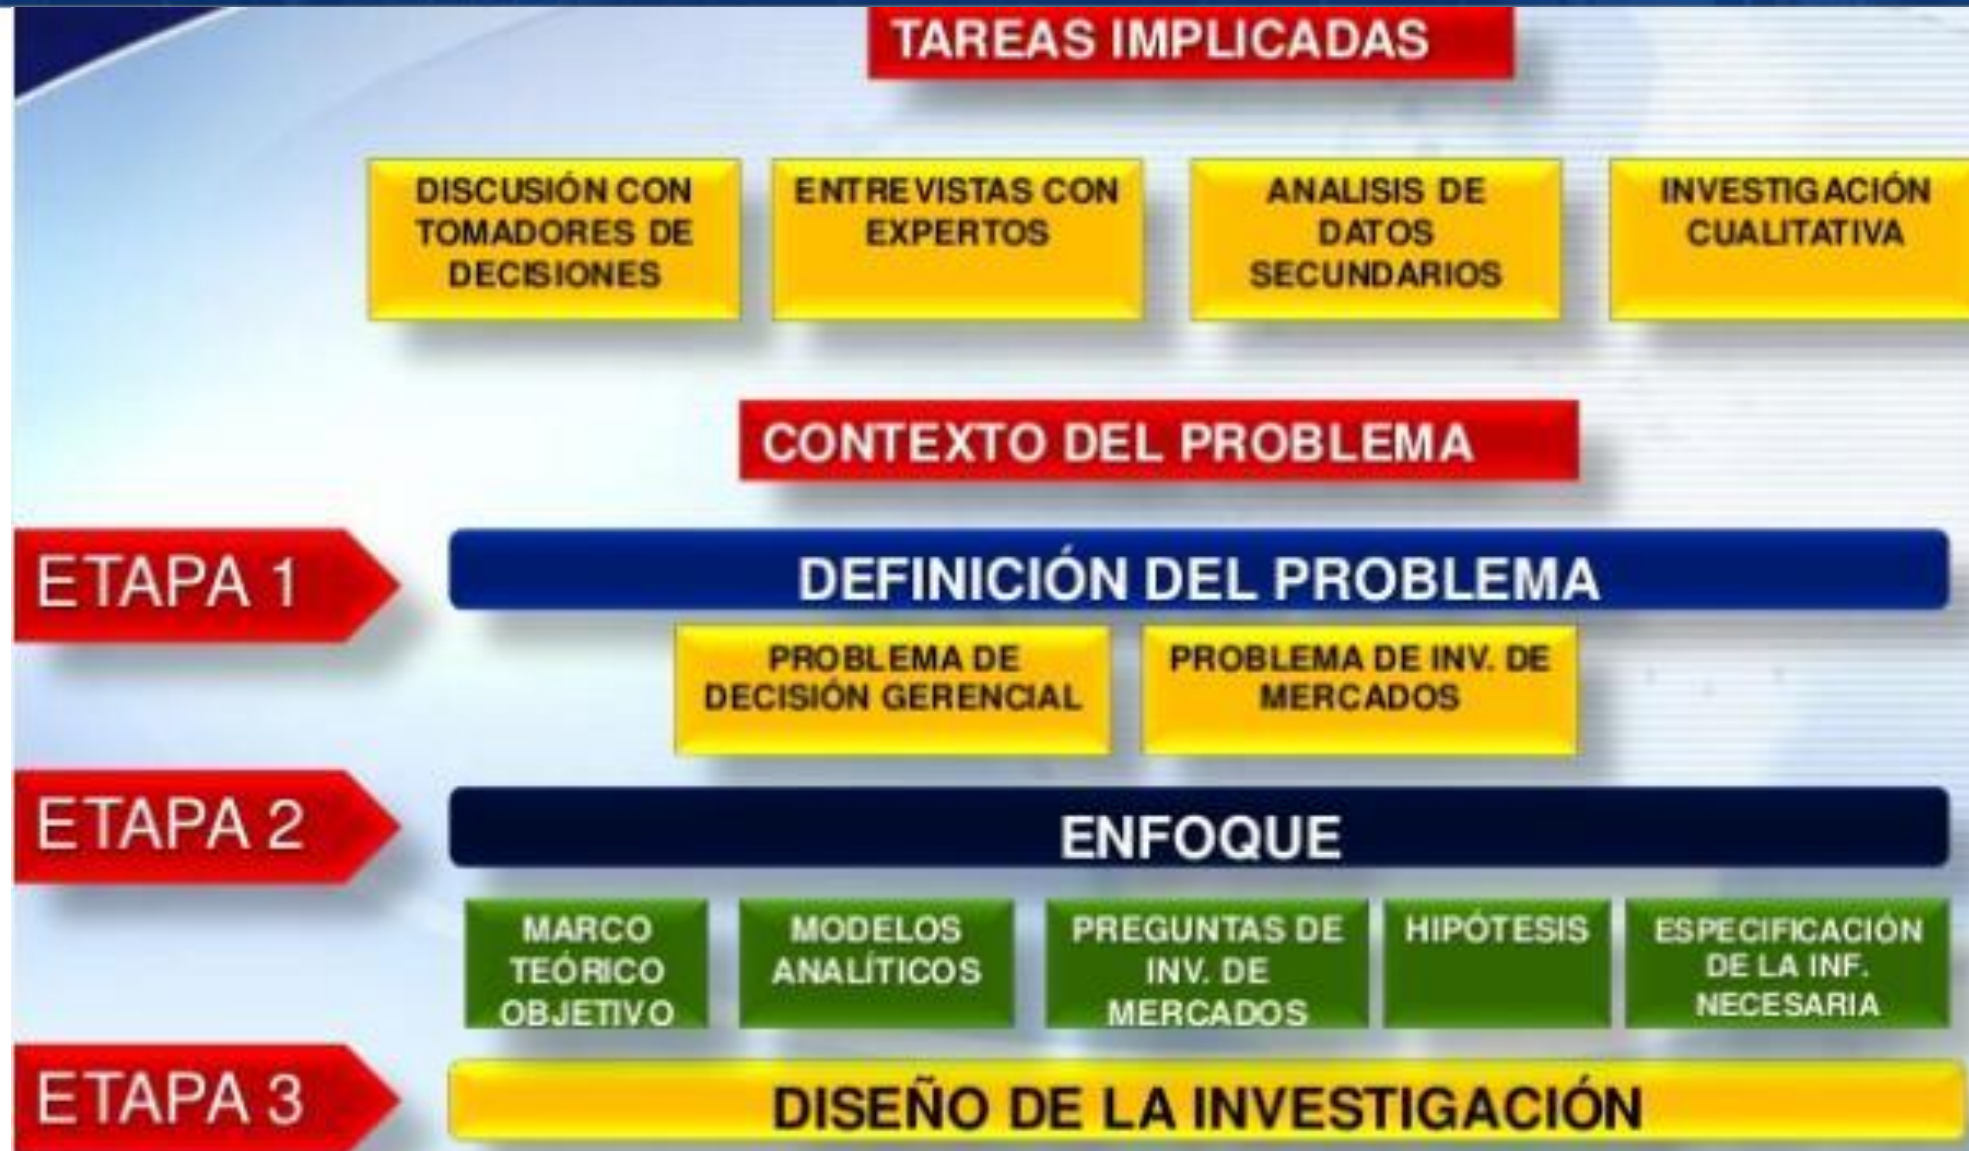 TAREAS IMPLICADAS
DISCUSIÓN CON
TOMADORES DE
DECISIONES
ENTREVISTAS CON
EXPERTOS
ANALISIS DE
DATOS
SECUNDARIOS
INVESTIGACIÓN
CUALITATIVA
CONTEXTO DEL PROBLEMA
ETAPA 1
DEFINICIÓN DEL PROBLEMA
PROBLEMA DE
DECISIÓN GERENCIAL
PROBLEMA DE INV. DE
MERCADOS
ETAPA 2
ENFOQUE
MARCO
TEÓRICO
OBJETIVO
MODELOS
ANALÍTICOS
PREGUNTAS DE
INV. DE
MERCADOS
HIPÓTESIS
ESPECIFICACIÓN
DE LA INF.
NECESARIA
ETAPA 3
DISEÑO DE LA INVESTIGACIÓN